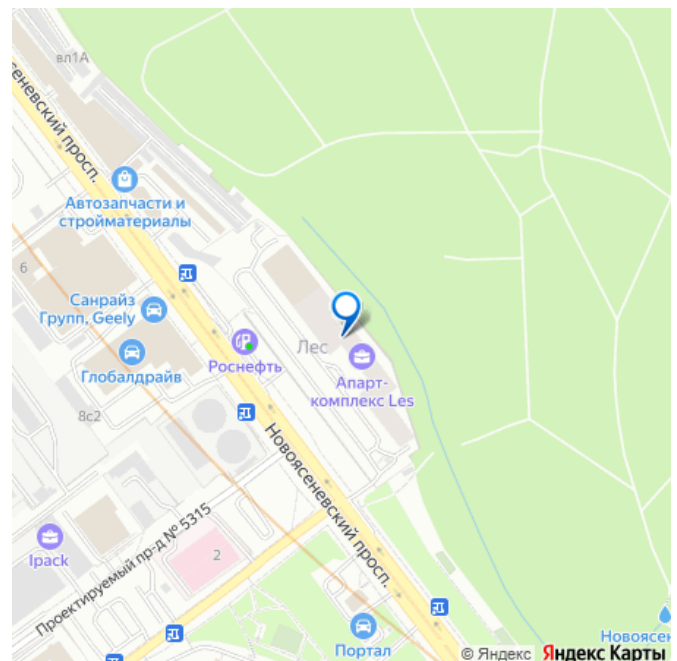 вл1А
сеневский просп.
Автозапчасти и
стройматериалы
6
Санрайз
Групп, Geely
Глобалдрайв
Роснефть
Лес
Апарт-
комплекс Les
8с2
Новоясеневский просп.
Проектируемый пр-д № 5315
Ipack
2
Портал
Новоясен
© Яндекс Яндекс Карты